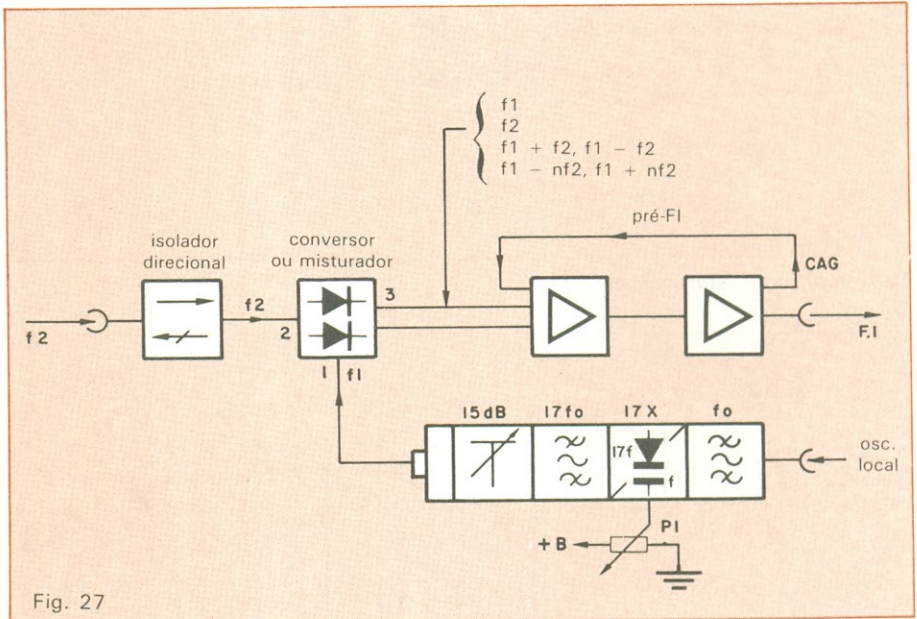 f1
f2
f1 + f2, f1 - f2
f1 - nf2, f1 + nf2
pré-FI
isolador
direcional
conversor
ou misturador
CAG
3
f2
f 2
2
F.I
1 f1
15dB 17fo 17X fo
17f
f
osc.
local
P1
+ B
Fig. 27